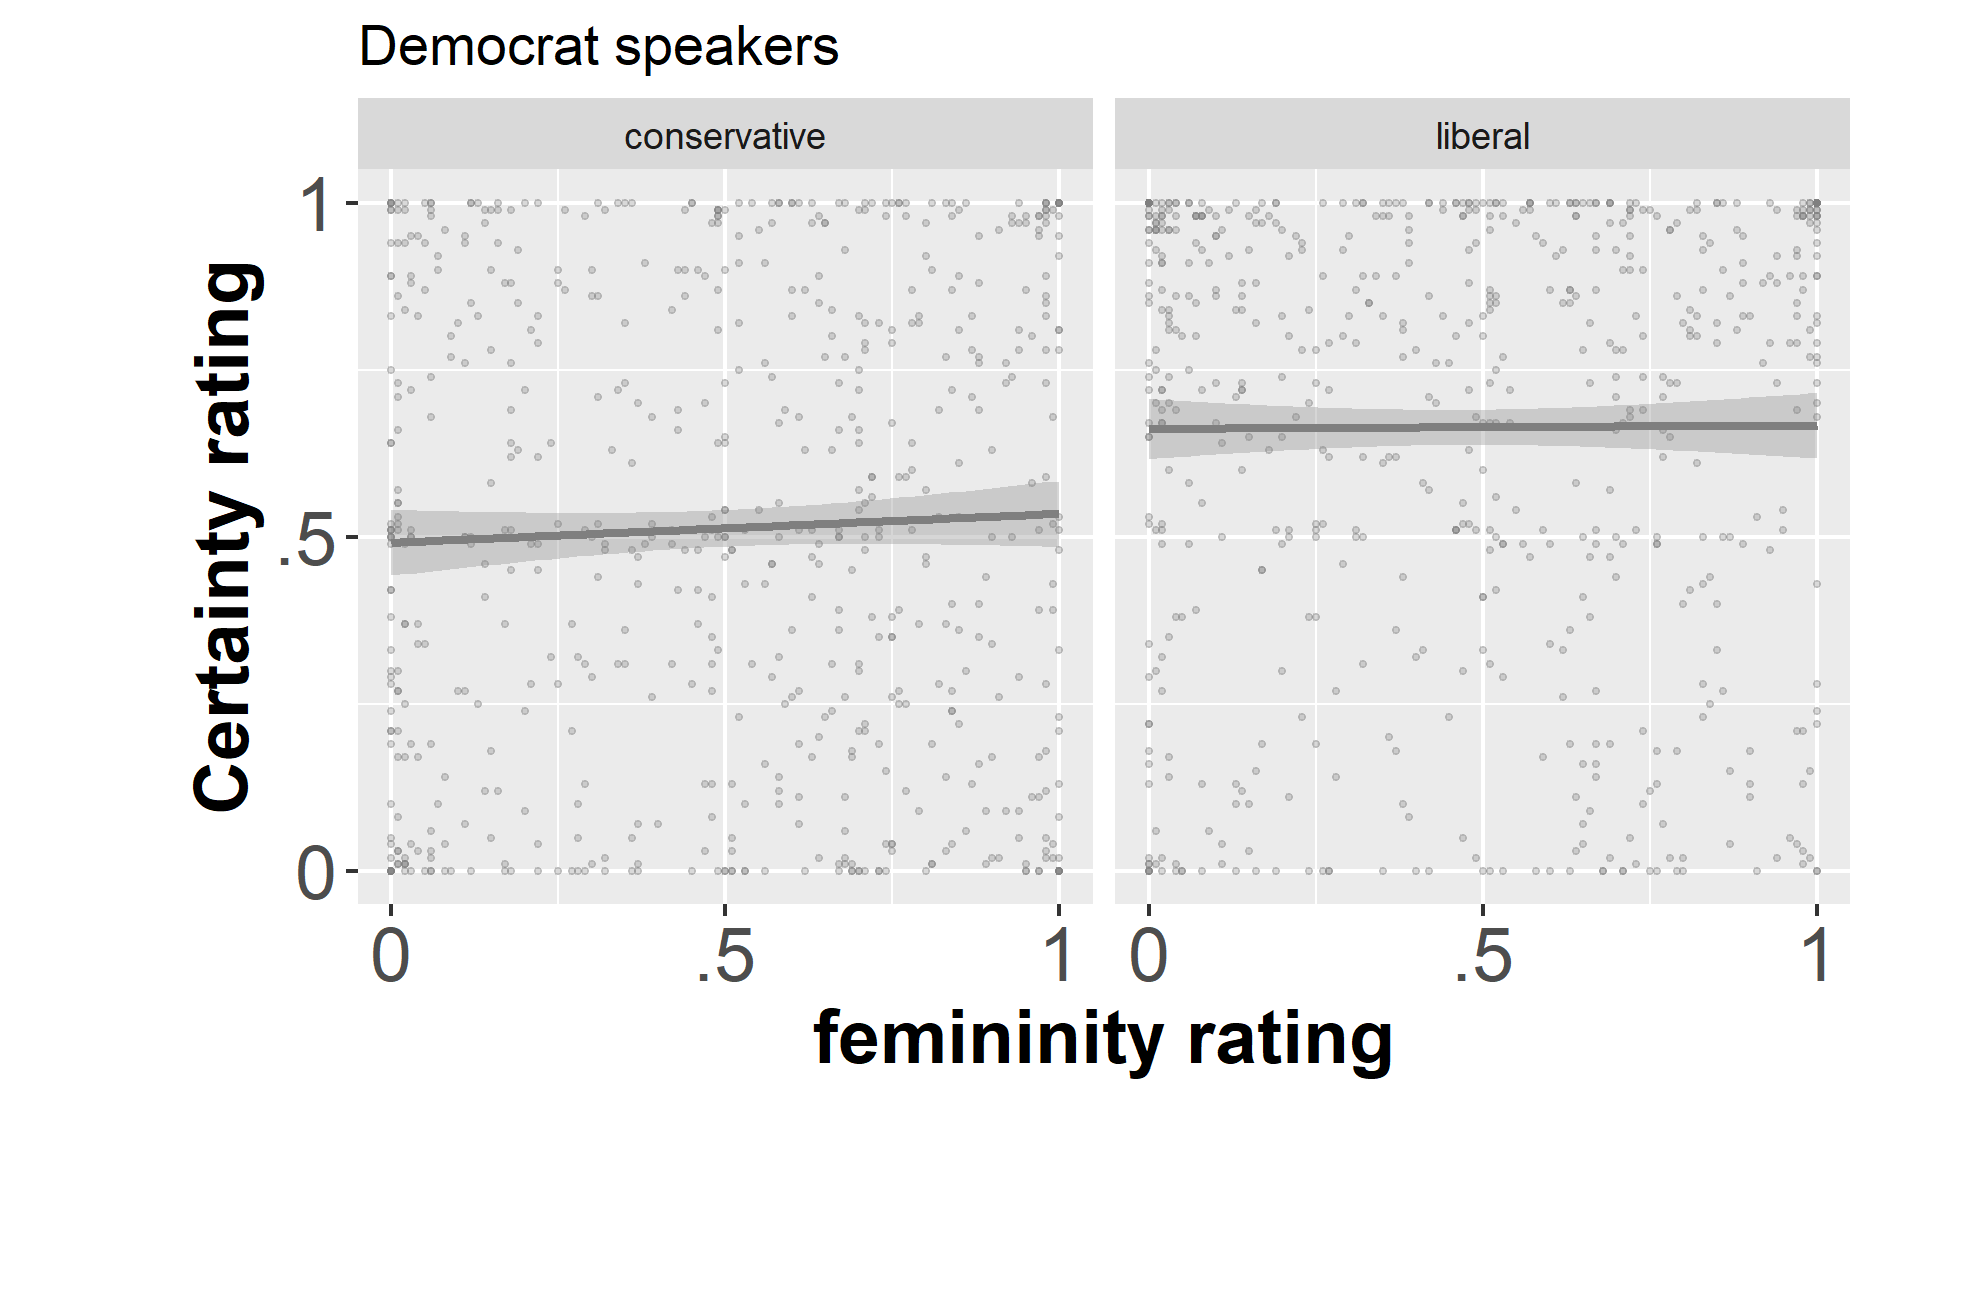 Democrat speakers
conservative
liberal
Certainty rating
1
.5
0
0
.5
1
0
.5
1
femininity rating